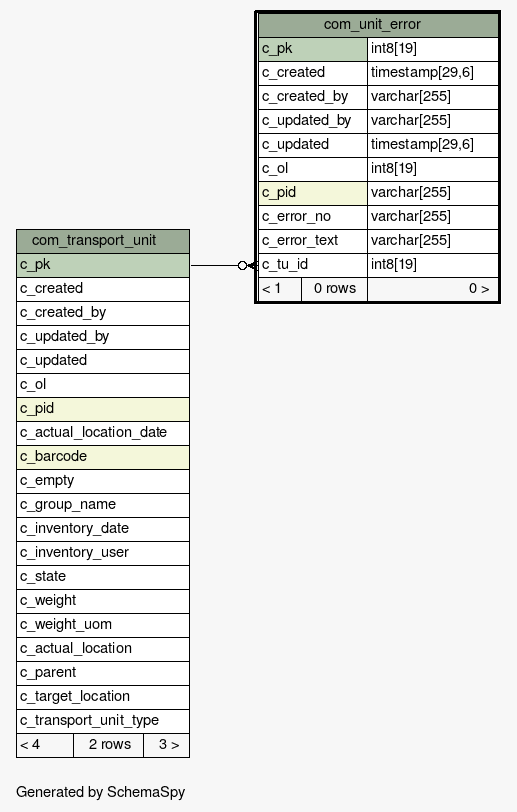 com_unit_error
c_pk int8[19]
c_created timestamp[29,6]
c_created_by varchar[255]
c_updated_by varchar[255]
c_updated timestamp[29,6]
c_ol int8[19]
c_pid varchar[255]
c_error_no varchar[255]
c_error_text varchar[255]
c_tu_id int8[19]
< 1 0 rows 0 >
com_transport_unit
c_pk
c_created
c_created_by
c_updated_by
c_updated
c_ol
c_pid
c_actual_location_date
c_barcode
c_empty
c_group_name
c_inventory_date
c_inventory_user
c_state
c_weight
c_weight_uom
c_actual_location
c_parent
c_target_location
c_transport_unit_type
< 4 2 rows 3 >
Generated by SchemaSpy